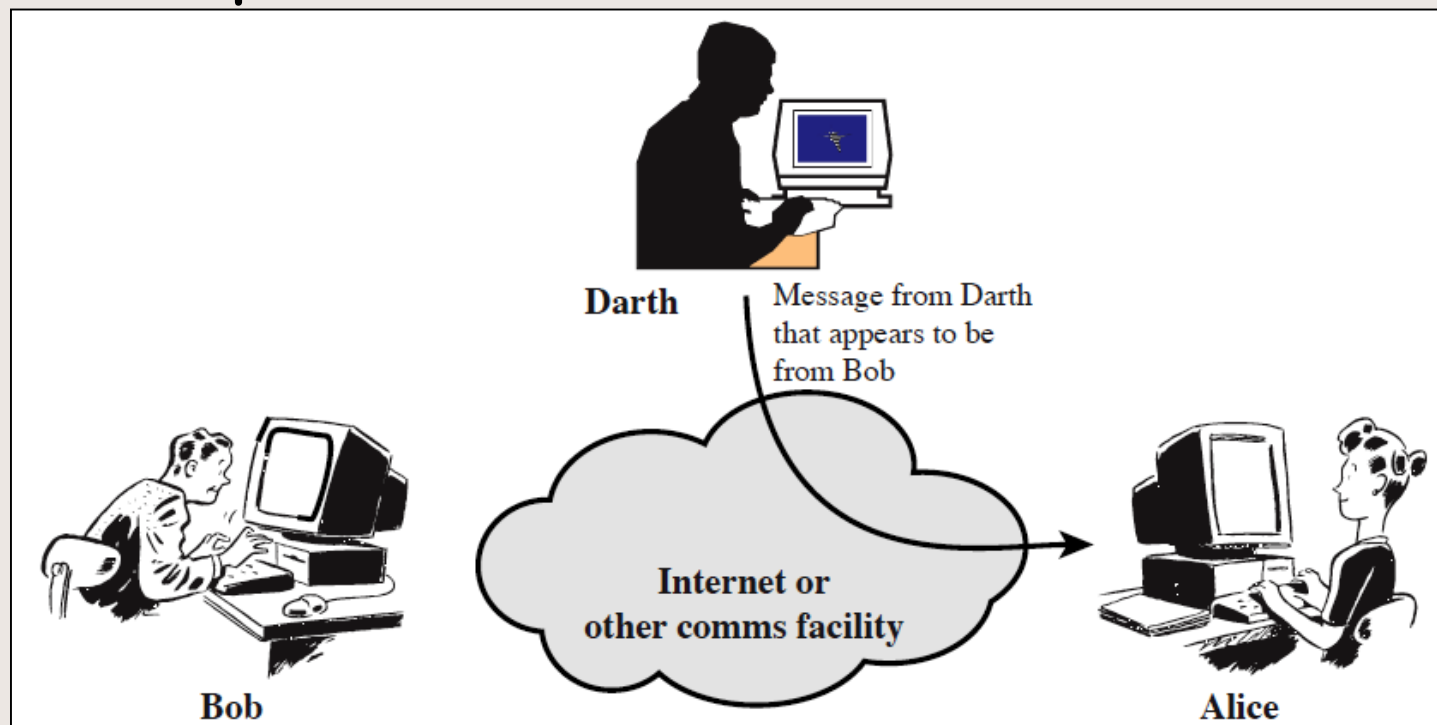 Darth
Message from Darth
that appears to be
from Bob
Internet or
other comms facility
Bob
Alice